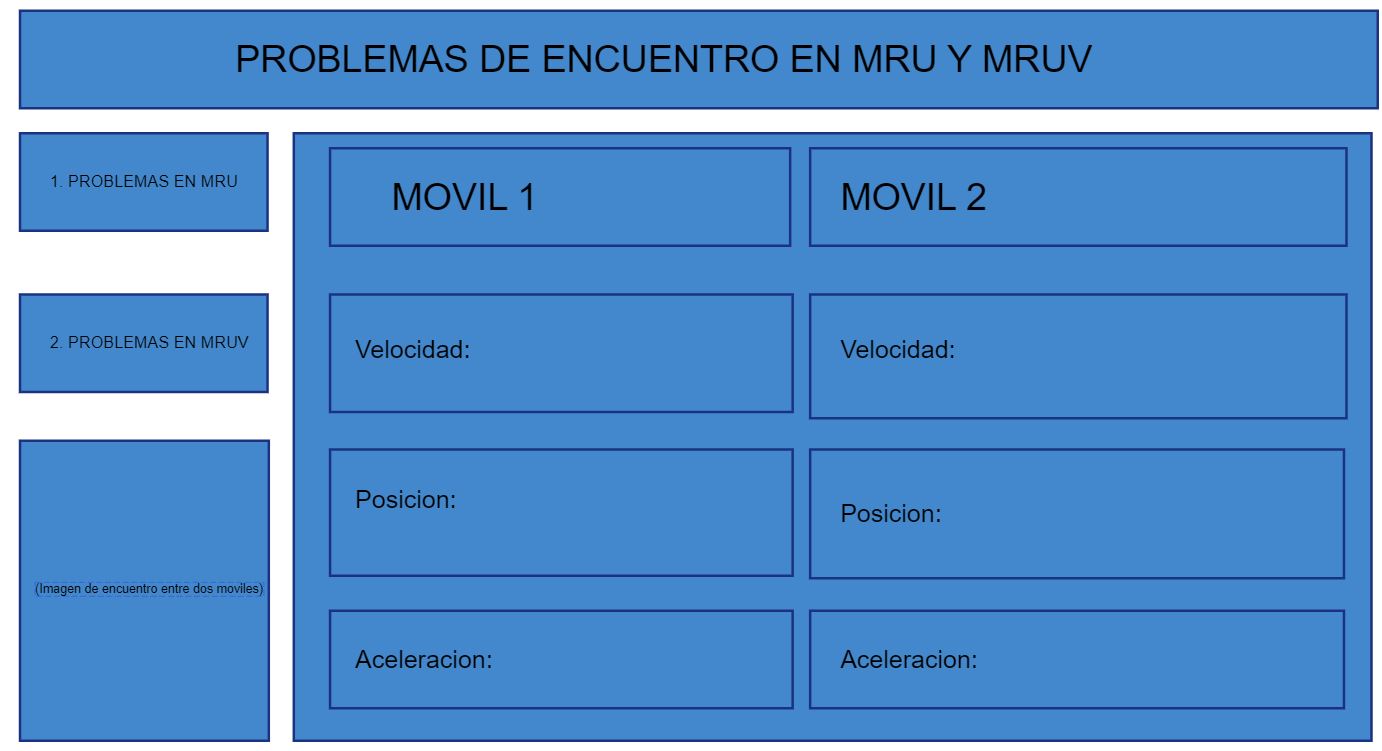 PROBLEMAS DE ENCUENTRO EN MRU Y MRUV
1. PROBLEMAS EN MRU
2. PROBLEMAS EN MRUV
(Imagen de encuentro entre dos moviles)
MOVIL 1
MOVIL 2
Velocidad:
Velocidad:
Posicion:
Posicion:
Aceleracion:
Aceleracion: